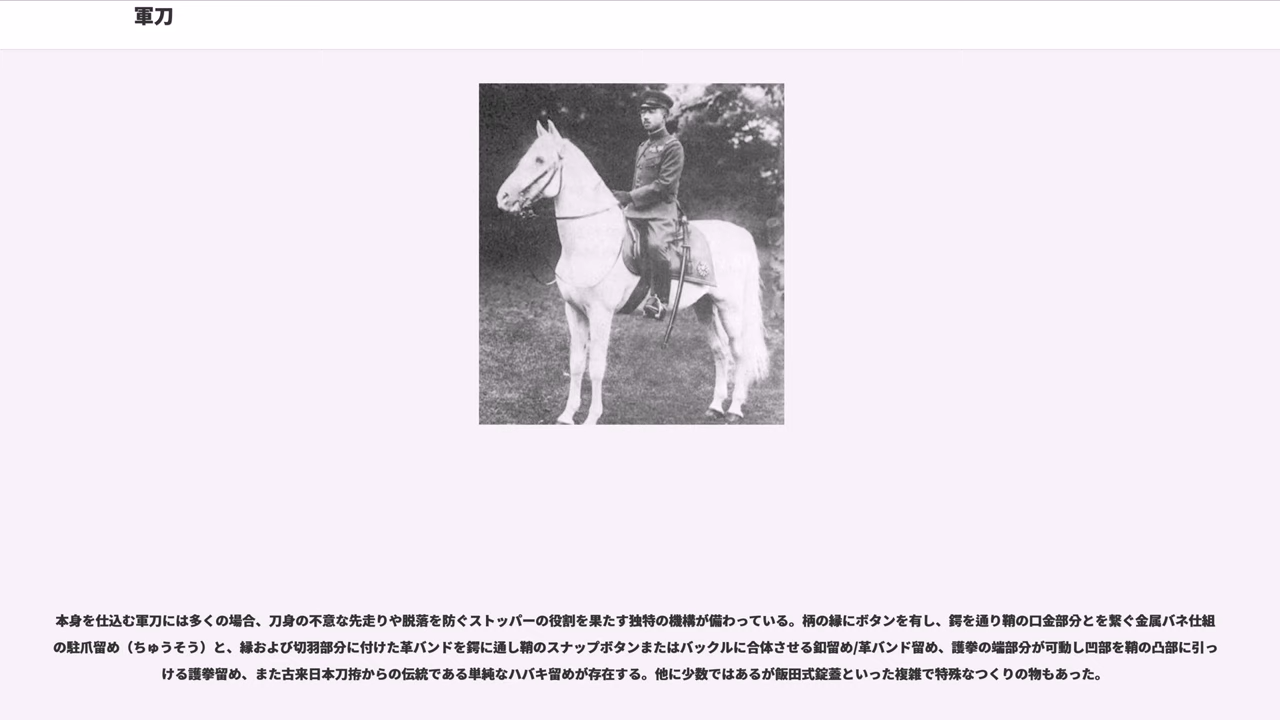 軍刀
本身を仕込む軍刀には多くの場合、刀身の不意な先走りや脱落を防ぐストッパーの役割を果たす独特の機構が備わっている。柄の縁にボタンを有し、鍔を通り鞘の口金部分とを繋ぐ金属バネ仕組
の駐爪留め（ちゅうそう）と、縁および切羽部分に付けた革バンドを鍔に通し鞘のスナップボタンまたはバックルに合体させる釦留め/革バンド留め、護拳の端部分が可動し凹部を鞘の凸部に引っ
ける護拳留め、また古来日本刀拵からの伝統である単純なハバキ留めが存在する。他に少数ではあるが飯田式錠蓋といった複雑で特殊なつくりの物もあった。